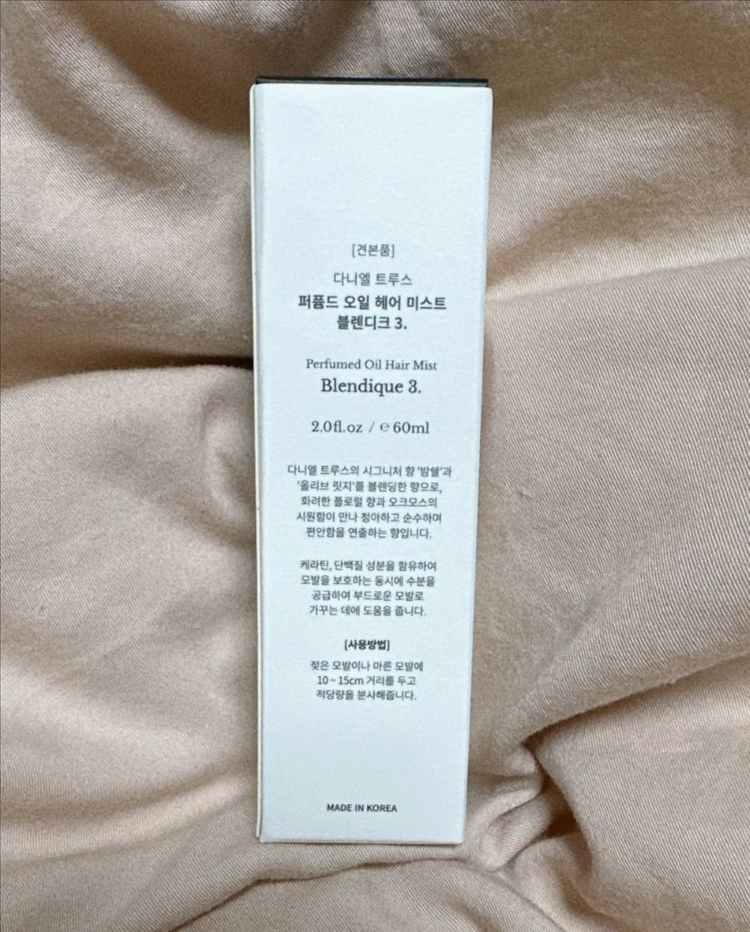 [견본품]
다니엘 트루스
퍼퓸드 오일 헤어 미스트
블렌디크 3.
Perfumed Oil Hair Mist
Blendique 3.
2.0fl.oz / ℮ 60ml
다니엘 트루스의 시그니처 향 '밤쉘'과
'올리브 릿지'를 블렌딩한 향으로,
화려한 플로럴 향과 오크모스의
시원함이 만나 청아하고 순수하며
편안함을 연출하는 향입니다.
케라틴, 단백질 성분을 함유하여
모발을 보호하는 동시에 수분을
공급하여 부드러운 모발로
가꾸는 데에 도움을 줍니다.
[사용방법]
젖은 모발이나 마른 모발에
10 ~ 15cm 거리를 두고
적당량을 분사해줍니다.
MADE IN KOREA